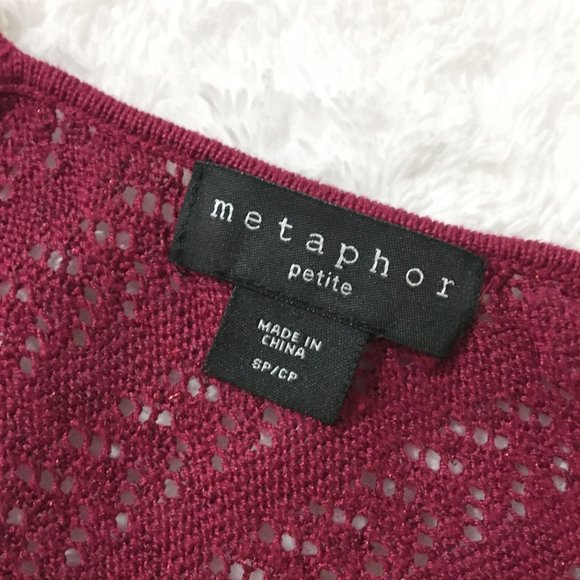 metaphor
petite
MADE IN
CHINA
SP/CP